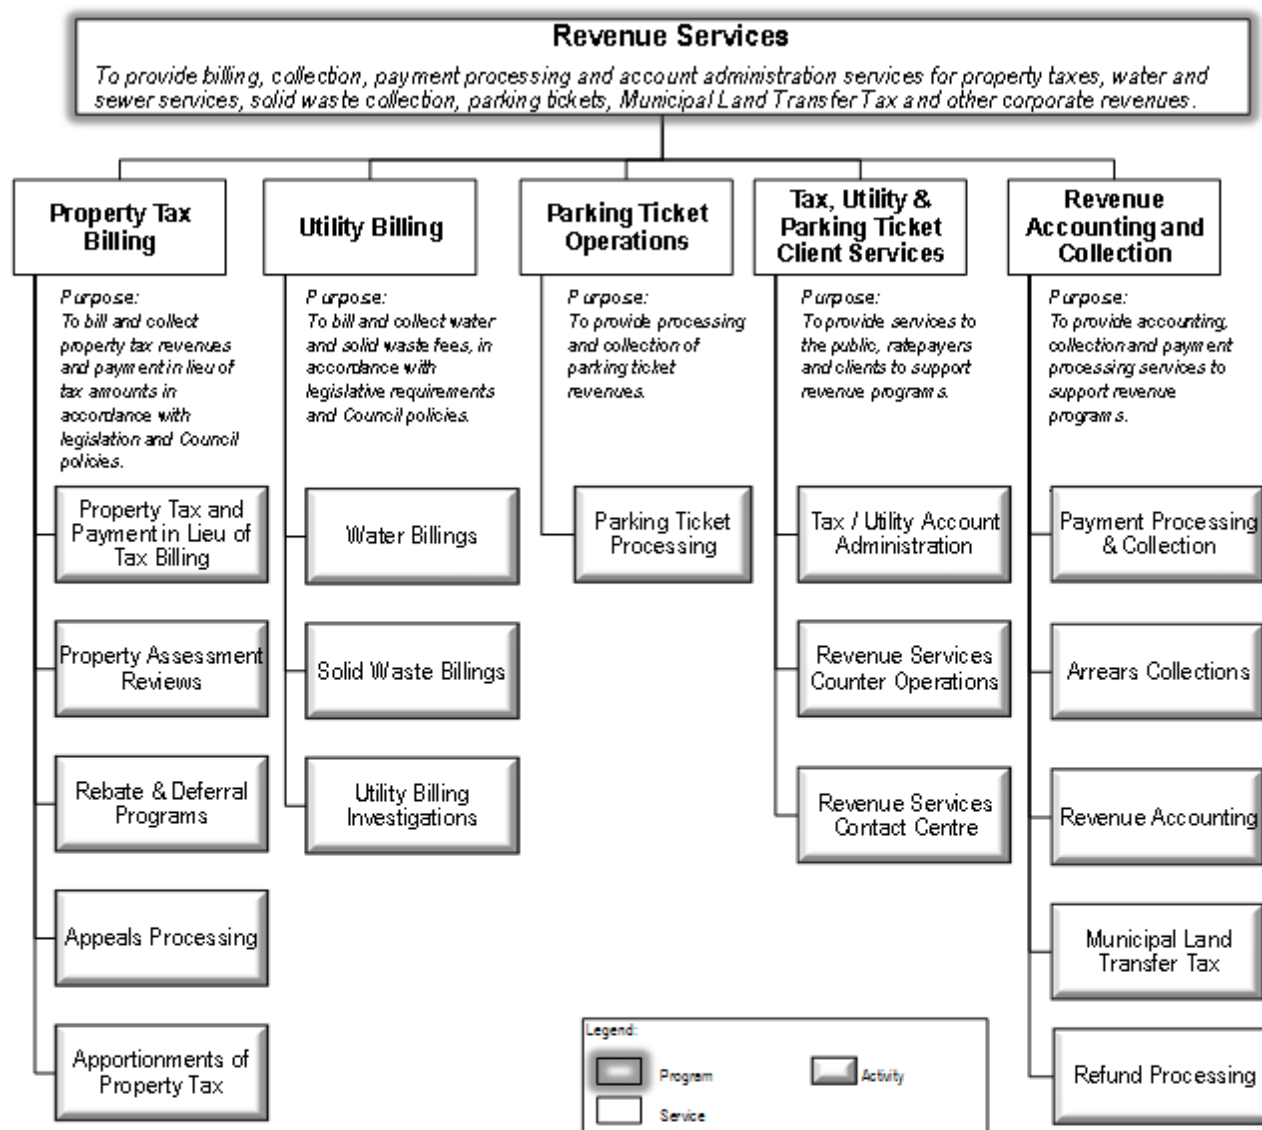 Revenue Services
To provide billing, collection, payment processing and account administration services for property taxes, water and
sewer services, solid waste collection, parking tickets, Municipal Land Transfer Tax and other corporate revenues.
Property Tax
Billing
Purpose:
To bill and collect
property tax revenues
and payment in lieu of
tax amounts in
accordance with
legislation and Council
policies.
Property Tax and
Payment in Lieu of
Tax Billing
Property Assessment
Reviews
Rebate & Deferral
Programs
Appeals Processing
Apportionments of
Property Tax
Utility Billing
Purpose:
To bill and collect water
and solid waste fees, in
accordance with
legislative requirements
and Council policies.
Water Billings
Solid Waste Billings
Utility Billing
Investigations
Parking Ticket
Operations
Purpose:
To provide processing
and collection of
parking ticket
revenues.
Parking Ticket
Processing
Tax, Utility &
Parking Ticket
Client Services
Purpose:
To provide services to
the public, ratepayers
and clients to support
revenue programs.
Tax / Utility Account
Administration
Revenue Services
Counter Operations
Revenue Services
Contact Centre
Revenue
Accounting and
Collection
Purpose:
To provide accounting,
collection and payment
processing services to
support revenue
programs.
Payment Processing
& Collection
Arrears Collections
Revenue Accounting
Municipal Land
Transfer Tax
Refund Processing
Legend:
Program
Activity
Service